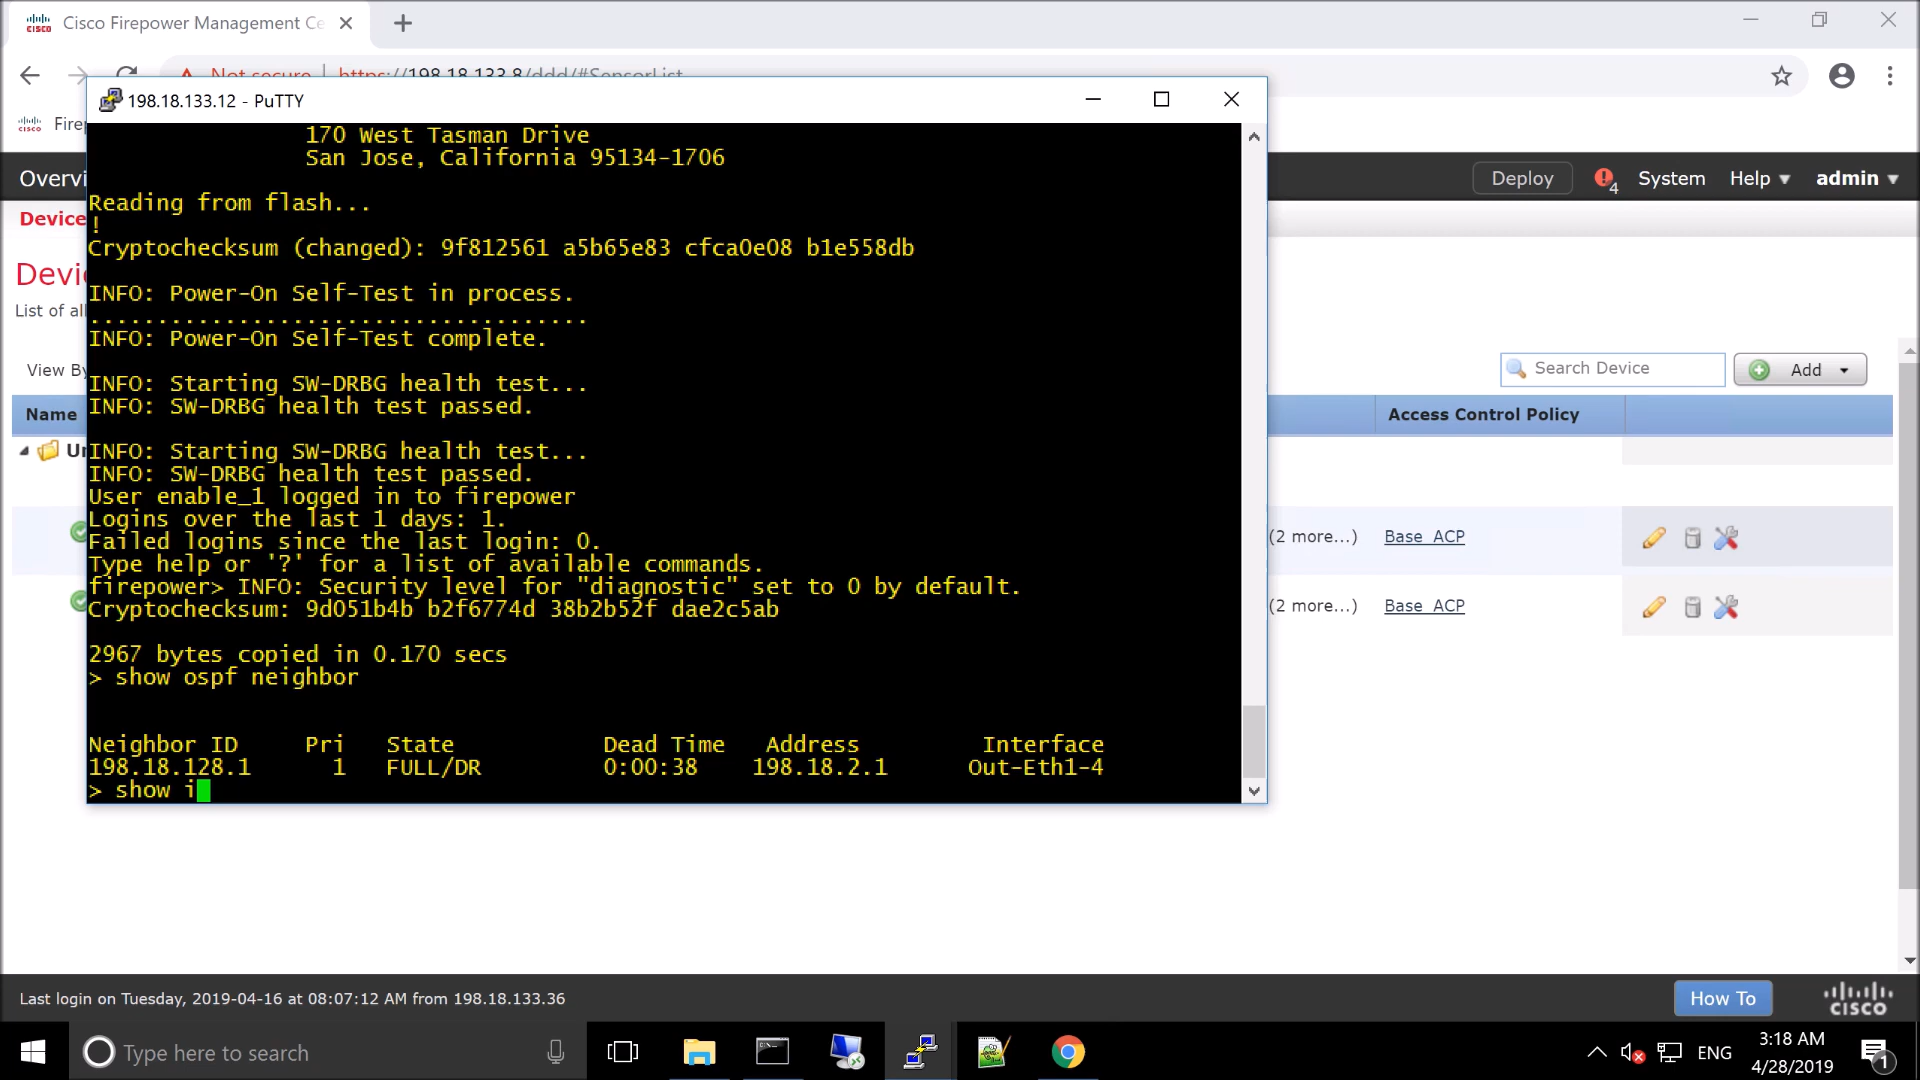 Cisco Firepower Management Ce
Not secure | https://198.18.133.8/ddd/#SensorList
198.18.133.12 - PuTTY
Fire
170 West Tasman Drive
San Jose, California 95134-1706
Overvi
Deploy
4
System
Help
admin
Reading from flash...
!
Device
Cryptochecksum (changed): 9f812561 a5b65e83 cfca0e08 b1e558db
Devi
INFO: Power-On Self-Test in process.
List of al
.....................................
INFO: Power-On Self-Test complete.
View By
Search Device
Add
INFO: Starting SW-DRBG health test...
INFO: SW-DRBG health test passed.
Name
Access Control Policy
INFO: Starting SW-DRBG health test...
Un
INFO: SW-DRBG health test passed.
User enable_1 logged in to firepower
Logins over the last 1 days: 1.
Failed logins since the last login: 0.
(2 more...)
Base_ACP
Type help or '?' for a list of available commands.
firepower> INFO: Security level for "diagnostic" set to 0 by default.
Cryptochecksum: 9d051b4b b2f6774d 38b2b52f dae2c5ab
(2 more...)
Base_ACP
2967 bytes copied in 0.170 secs
> show ospf neighbor
Neighbor ID Pri State Dead Time Address Interface
198.18.128.1 1 FULL/DR 0:00:38 198.18.2.1 Out-Eth1-4
> show i
Last login on Tuesday, 2019-04-16 at 08:07:12 AM from 198.18.133.36
How To
CISCO
Type here to search
ENG
3:18 AM
4/28/2019
1